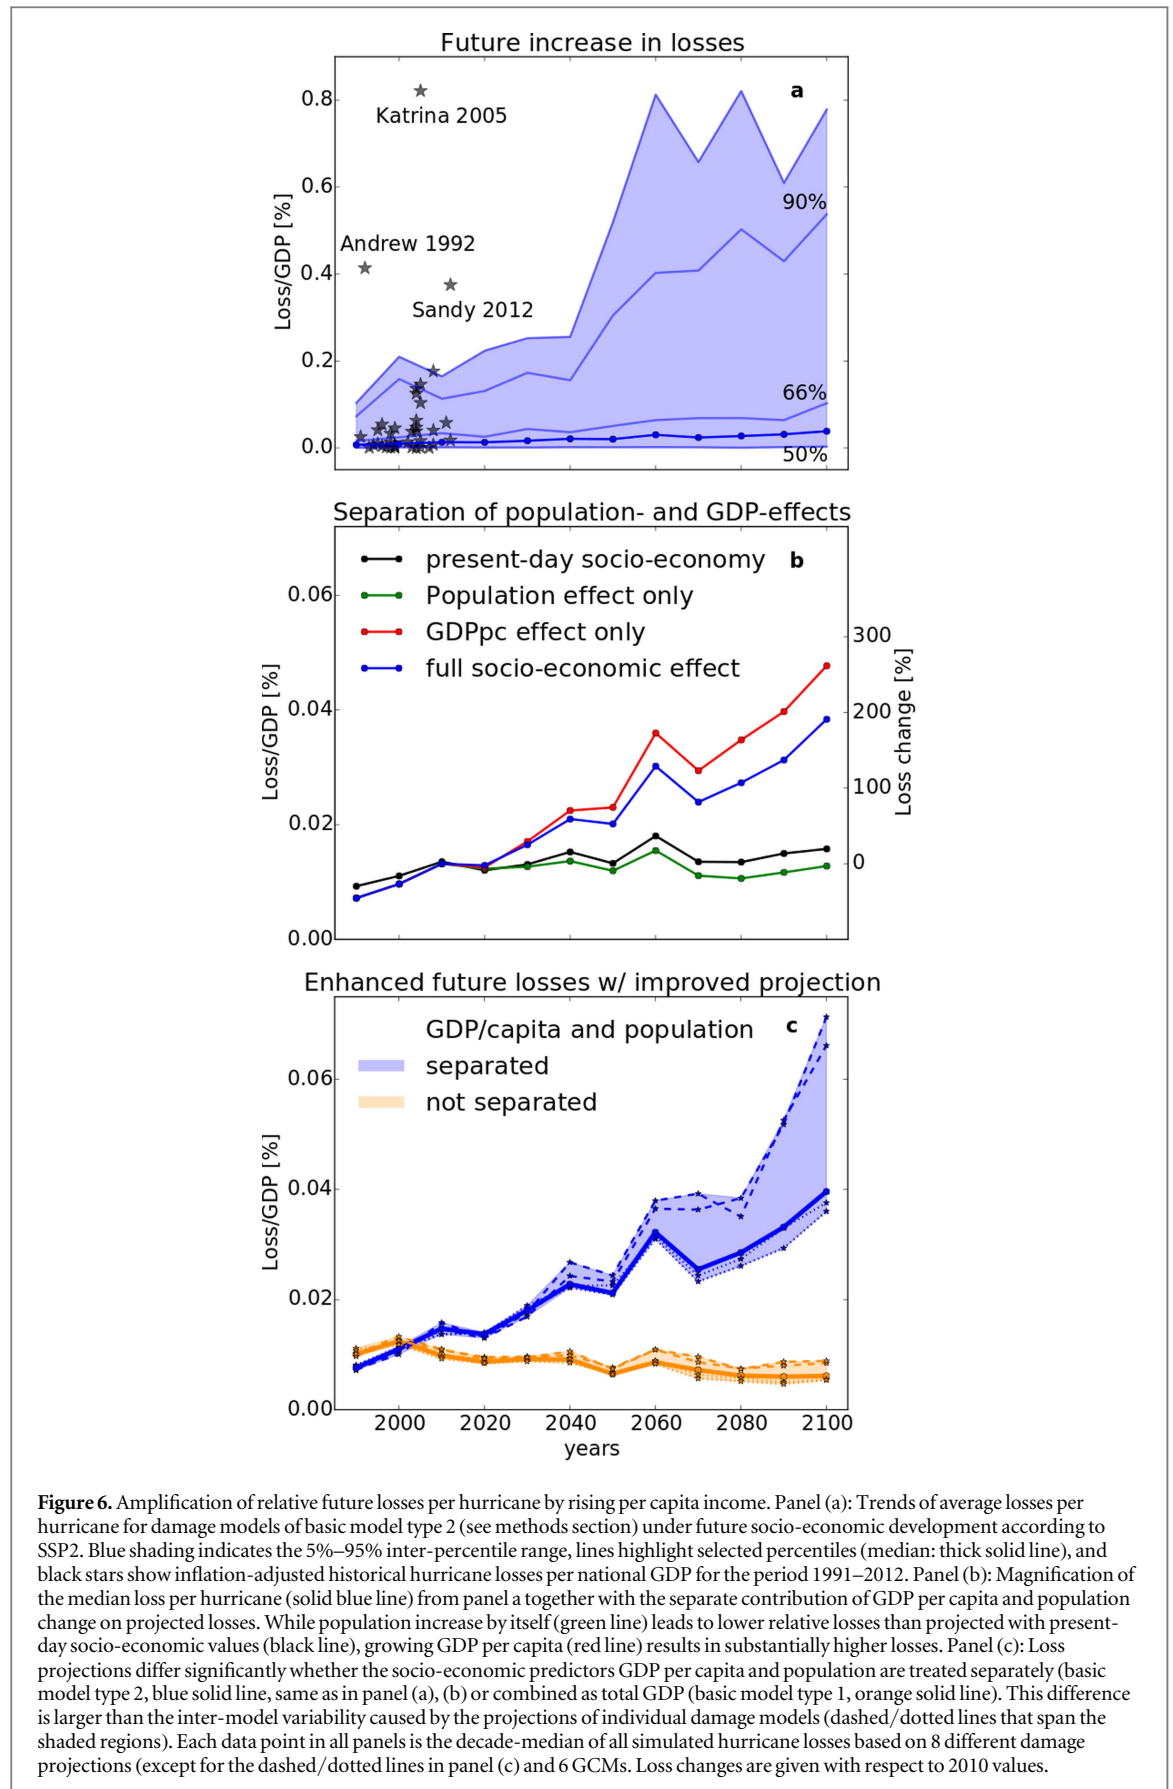 Future increase in losses
a
0.8
Katrina 2005
0.6
90%
Andrew 1992
Loss/GDP [%]
0.4
Sandy 2012
0.2
66%
0.0
50%
Separation of population- and GDP-effects
present-day socio-economy b
Population effect only
0.06
GDPpc effect only
300
full socio-economic effect
Loss/GDP [%]
0.04
200
Loss change [%]
100
0.02
0
0.00
Enhanced future losses w/ improved projection
GDP/capita and population c
separated
0.06
not separated
Loss/GDP [%]
0.04
0.02
0.00
2000 2020 2040 2060 2080 2100
years
Figure 6. Amplification of relative future losses per hurricane by rising per capita income. Panel (a): Trends of average losses per
hurricane for damage models of basic model type 2 (see methods section) under future socio-economic development according to
SSP2. Blue shading indicates the 5%–95% inter-percentile range, lines highlight selected percentiles (median: thick solid line), and
black stars show inflation-adjusted historical hurricane losses per national GDP for the period 1991–2012. Panel (b): Magnification of
the median loss per hurricane (solid blue line) from panel a together with the separate contribution of GDP per capita and population
change on projected losses. While population increase by itself (green line) leads to lower relative losses than projected with present-
day socio-economic values (black line), growing GDP per capita (red line) results in substantially higher losses. Panel (c): Loss
projections differ significantly whether the socio-economic predictors GDP per capita and population are treated separately (basic
model type 2, blue solid line, same as in panel (a), (b) or combined as total GDP (basic model type 1, orange solid line). This difference
is larger than the inter-model variability caused by the projections of individual damage models (dashed/dotted lines that span the
shaded regions). Each data point in all panels is the decade-median of all simulated hurricane losses based on 8 different damage
projections (except for the dashed/dotted lines in panel (c) and 6 GCMs. Loss changes are given with respect to 2010 values.